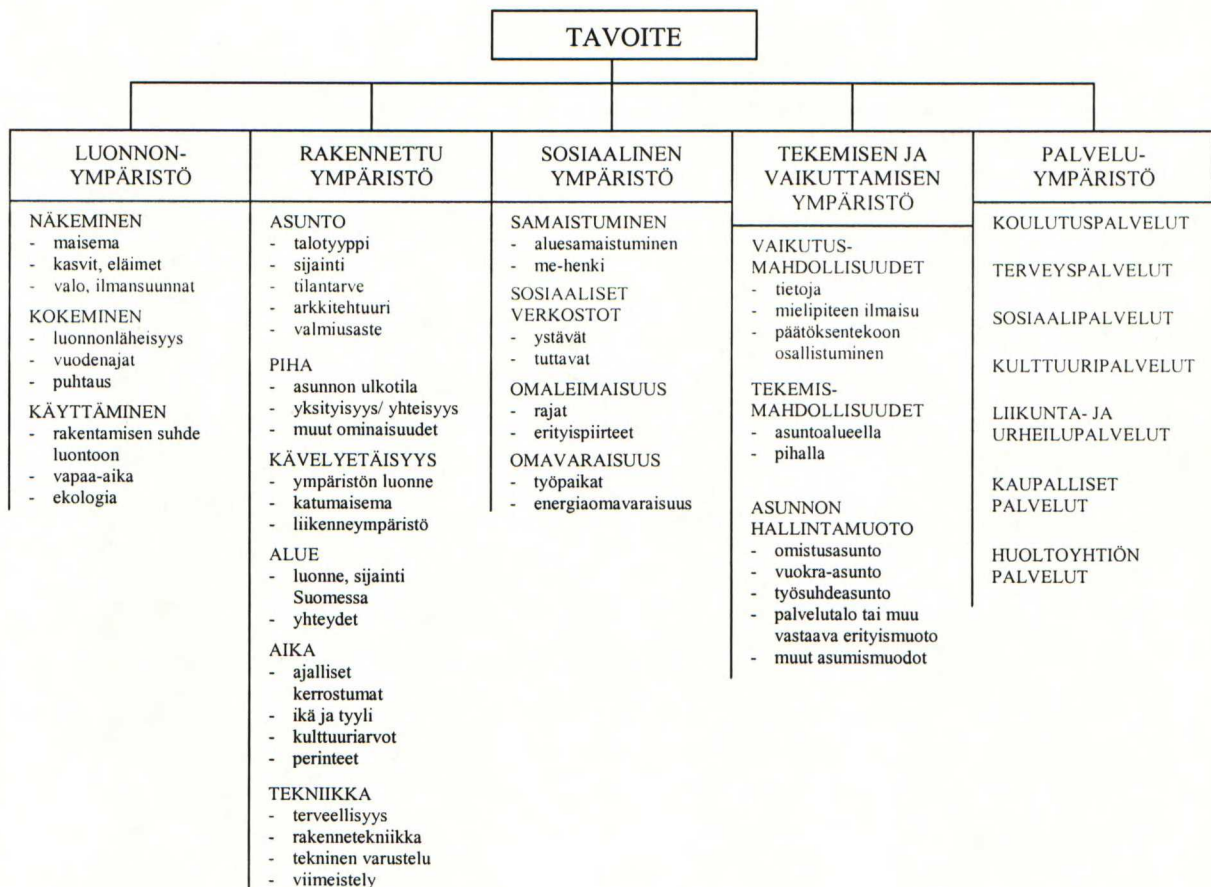 TAVOITE
LUONNON-
YMPÄRISTÖ
NÄKEMINEN
- maisema
- kasvit, eläimet
- valo, ilmansuunnat
KOKEMINEN
- luonnonläheisyys
- vuodenajat
- puhtaus
KÄYTTÄMINEN
- rakentamisen suhde
luontoon
- vapaa-aika
- ekologia
RAKENNETTU
YMPÄRISTÖ
ASUNTO
- talotyyppi
- sijainti
- tilantarve
- arkkitehtuuri
- valmiusaste
PIHA
- asunnon ulkotila
- yksityisyys/ yhteisyys
- muut ominaisuudet
KÄVELYETÄISYYS
- ympäristön luonne
- katumaisema
- liikenneympäristö
ALUE
- luonne, sijainti
Suomessa
- yhteydet
AIKA
- ajalliset
kerrostumat
- ikä ja tyyli
- kulttuuriarvot
- perinteet
TEKNIIKKA
- terveellisyys
- rakennetekniikka
- tekninen varustelu
- viimeistely
SOSIAALINEN
YMPÄRISTÖ
SAMAISTUMINEN
- aluesamaistuminen
- me-henki
SOSIAALISET
VERKOSTOT
- ystävät
- tuttavat
OMALEIMAISUUS
- rajat
- erityispiirteet
OMAVARAISUUS
- työpaikat
- energiaomavaraisuus
TEKEMISEN JA
VAIKUTTAMISEN
YMPÄRISTÖ
VAIKUTUS-
MAHDOLLISUUDET
- tietoja
- mielipiteen ilmaisu
- päätöksentekoon
osallistuminen
TEKEMIS-
MAHDOLLISUUDET
- asuntoalueella
- pihalla
ASUNNON
HALLINTAMUOTO
- omistusasunto
- vuokra-asunto
- työsuhdeasunto
- palvelutalo tai muu
vastaava erityismuoto
- muut asumismuodot
PALVELU-
YMPÄRISTÖ
KOULUTUSPALVELUT
TERVEYSPALVELUT
SOSIAALIPALVELUT
KULTTUURIPALVELUT
LIIKUNTA- JA
URHEILUPALVELUT
KAUPALLISET
PALVELUT
HUOLTOYHTIÖN
PALVELUT